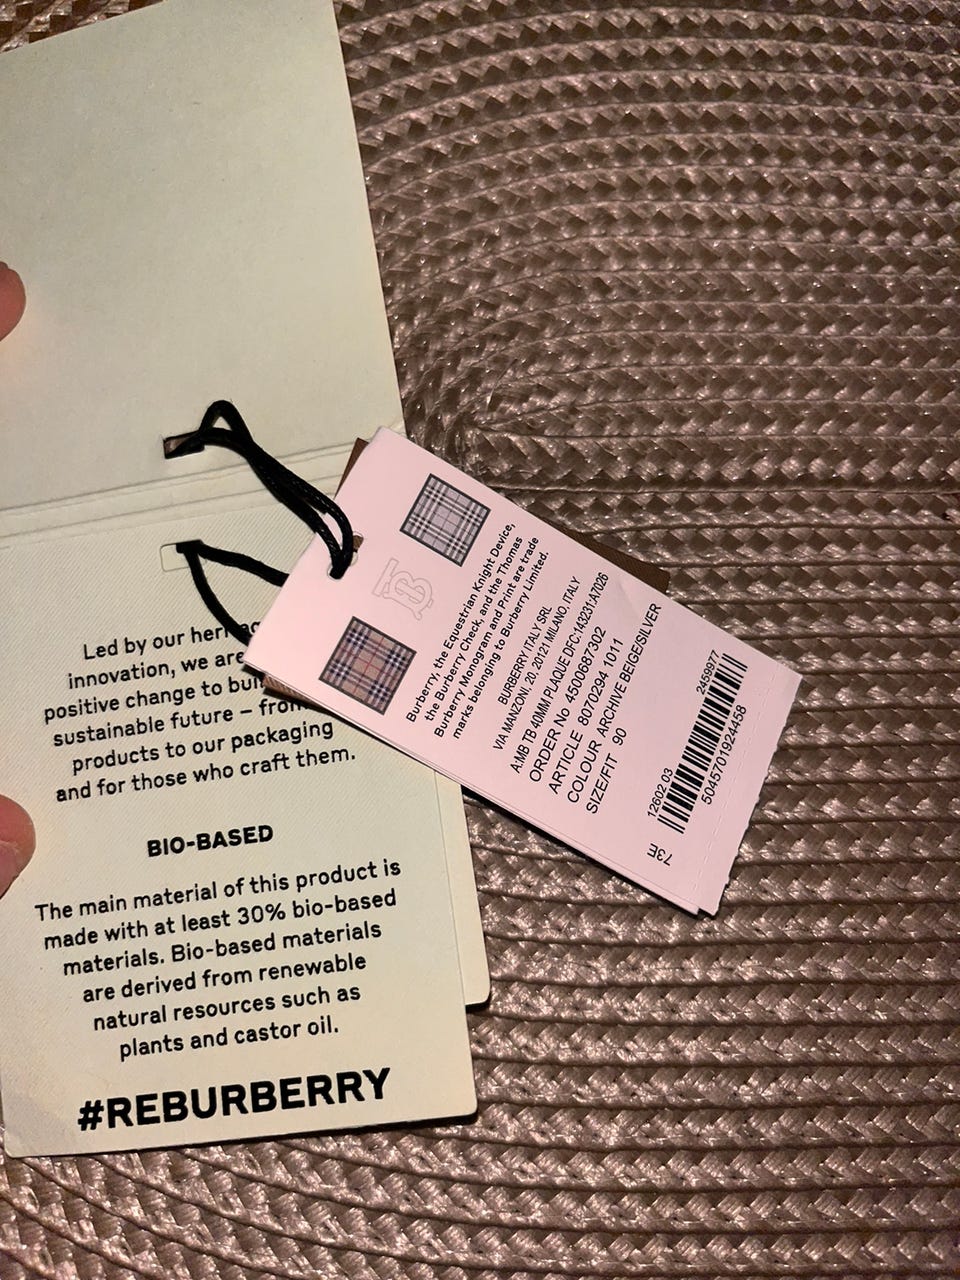 Led by our heritag
innovation, we are
positive change to buil
sustainable future – from
products to our packaging
and for those who craft them.
BIO-BASED
The main material of this product is
made with at least 30% bio-based
materials. Bio-based materials
are derived from renewable
natural resources such as
plants and castor oil.
#REBURBERRY
Burberry, the Equestrian Knight Device,
the Burberry Check, and the Thomas
Burberry Monogram and Print are trade
marks belonging to Burberry Limited.
BURBERRY ITALY SRL
VIA MANZONI, 20, 20121 MILANO, ITALY
A:MB TB 40MM PLAQUE DFC:143231:A7026
ORDER No 4500687302
ARTICLE 8070294 1011
COLOUR ARCHIVE BEIGE/SILVER
SIZE/FIT 90
12602 03 2459977
5045701924458
73E